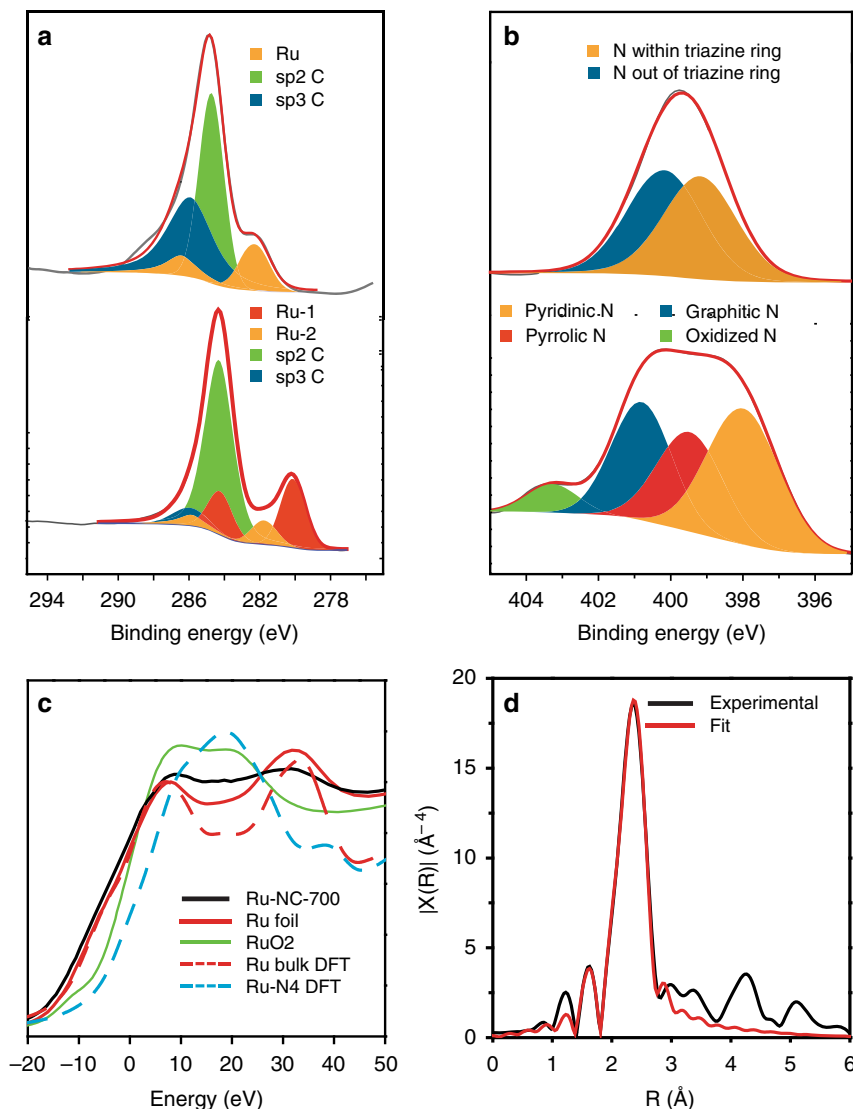 a
Ru
sp2 C
sp3 C
Ru-1
Ru-2
sp2 C
sp3 C
294 290 286 282 278
Binding energy (eV)
b
N within triazine ring
N out of triazine ring
Pyridinic N Graphitic N
Pyrrolic N Oxidized N
404 402 400 398 396
Binding energy (eV)
c
Ru-NC-700
Ru foil
RuO2
Ru bulk DFT
Ru-N4 DFT
−20 −10 0 10 20 30 40 50
Energy (eV)
d
Experimental
Fit
20
15
10
5
0
|X(R)| (Å−4)
0 1 2 3 4 5 6
R (Å)